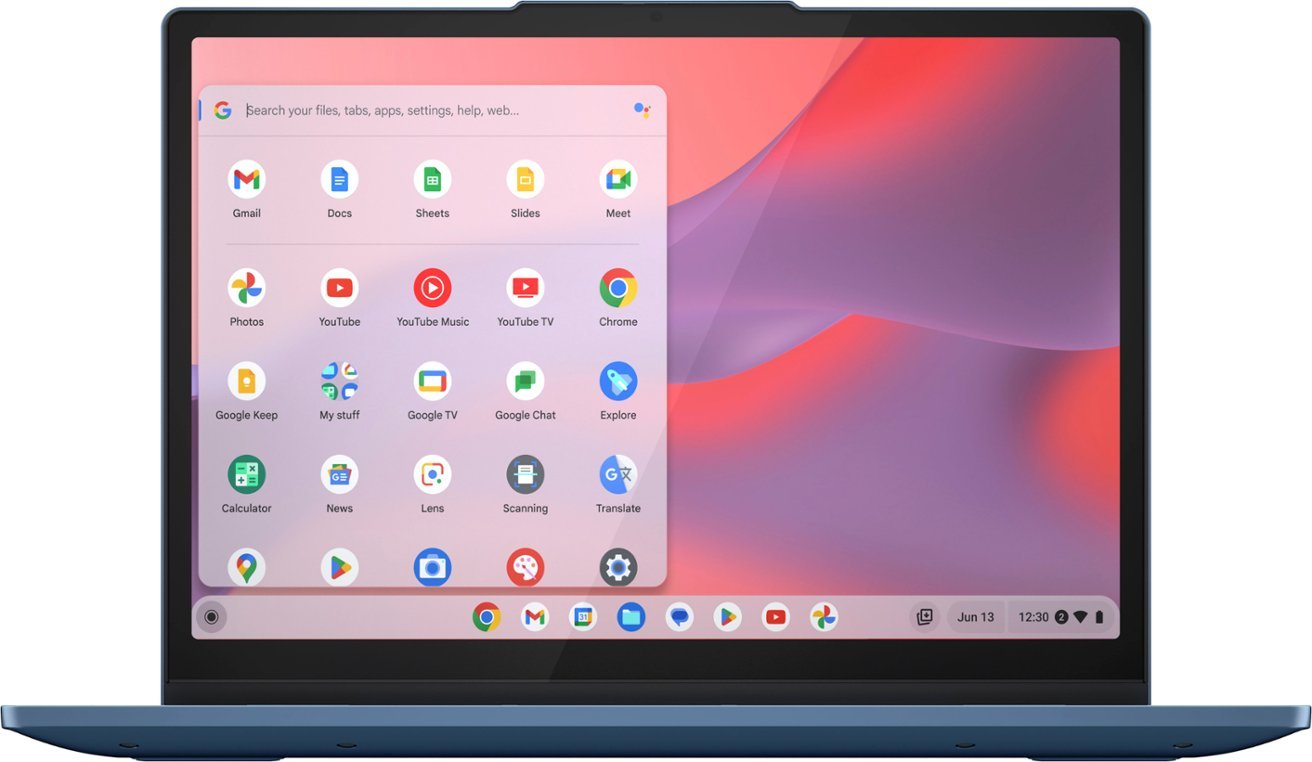 Search your files, tabs, apps, settings, help, web...
Gmail Docs Sheets Slides Meet
Photos YouTube YouTube Music YouTube TV Chrome
Google Keep My stuff Google TV Google Chat Explore
Calculator News Lens Scanning Translate
31 Jun 13 12:30 2